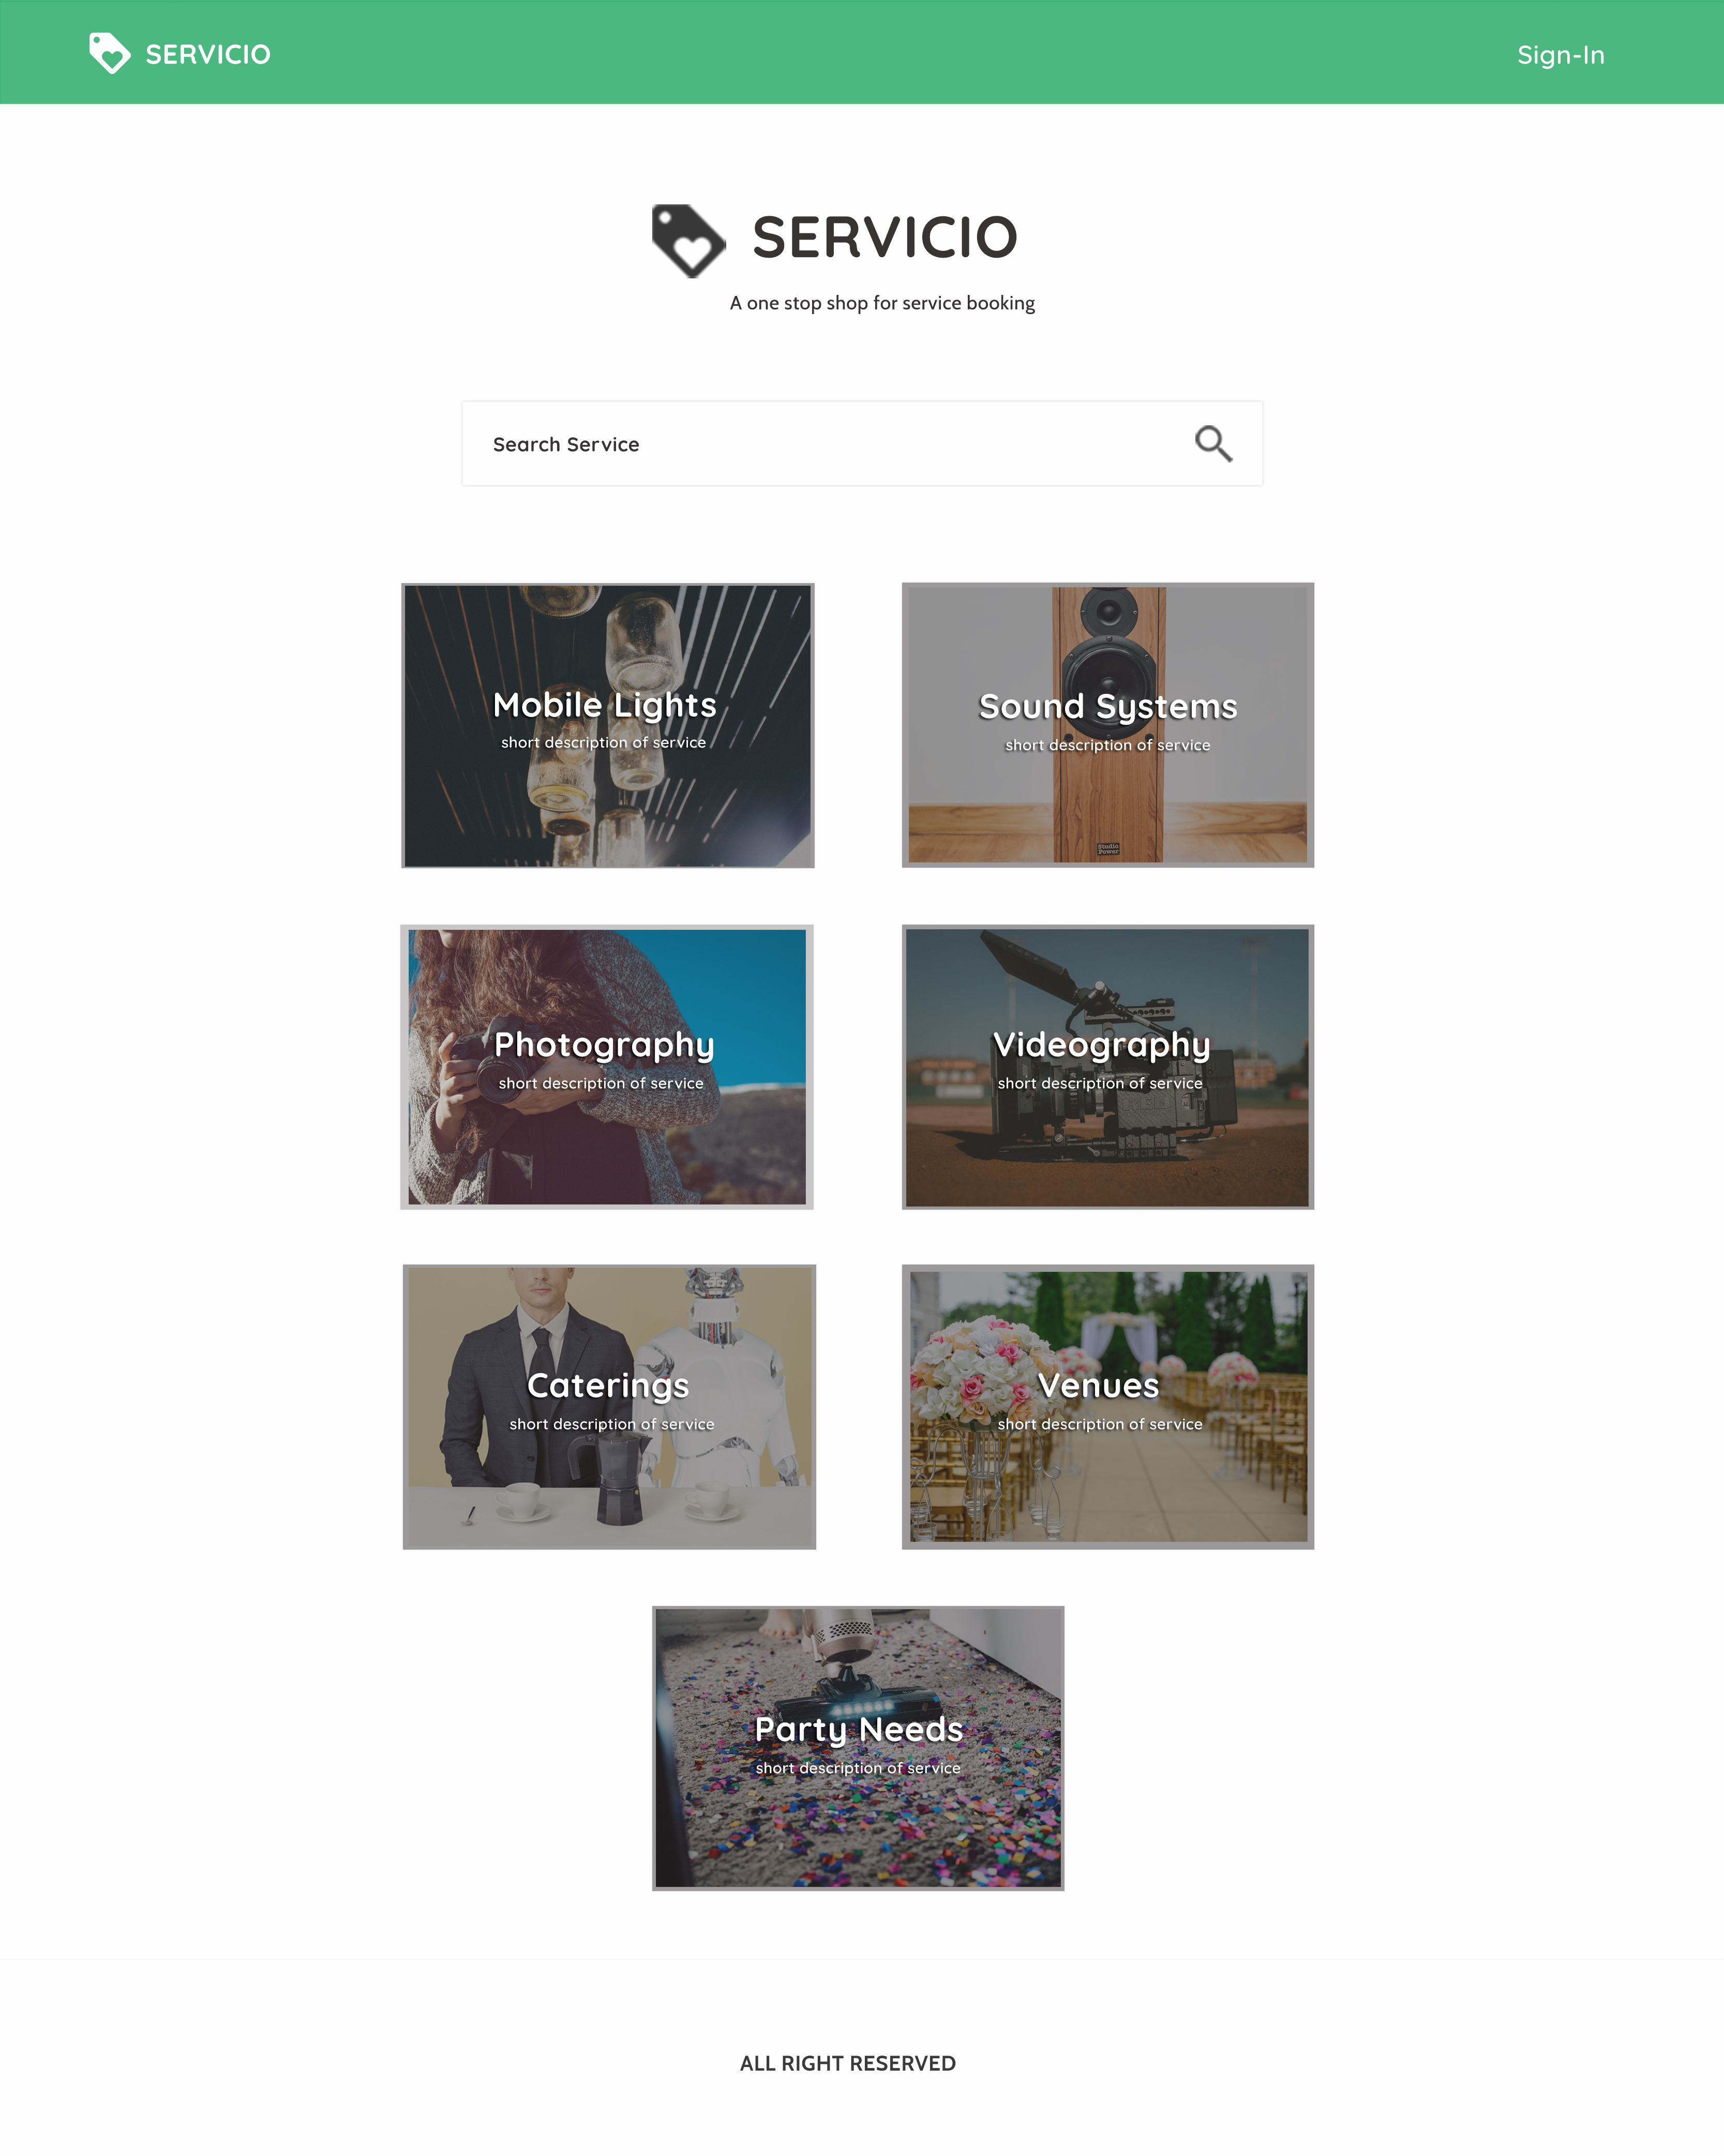 SERVICIO
Sign-In
SERVICIO
A one stop shop for service booking
Search Service
Mobile Lights
short description of service
Sound Systems
short description of service
Studio
Power
Photography
short description of service
Videography
short description of service
Caterings
short description of service
Venues
short description of service
Party Needs
short description of service
ALL RIGHT RESERVED